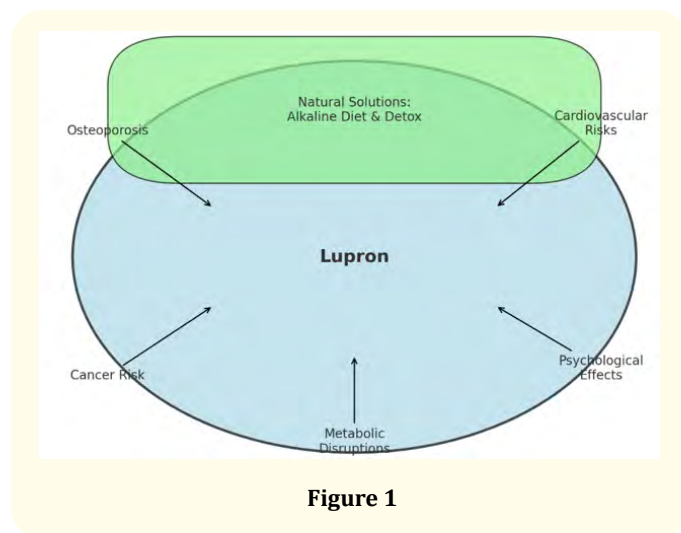 Natural Solutions:
Alkaline Diet & Detox
Osteoporosis
Cardiovascular
Risks
Lupron
Cancer Risk
Psychological
Effects
Metabolic
Disruptions
Figure 1